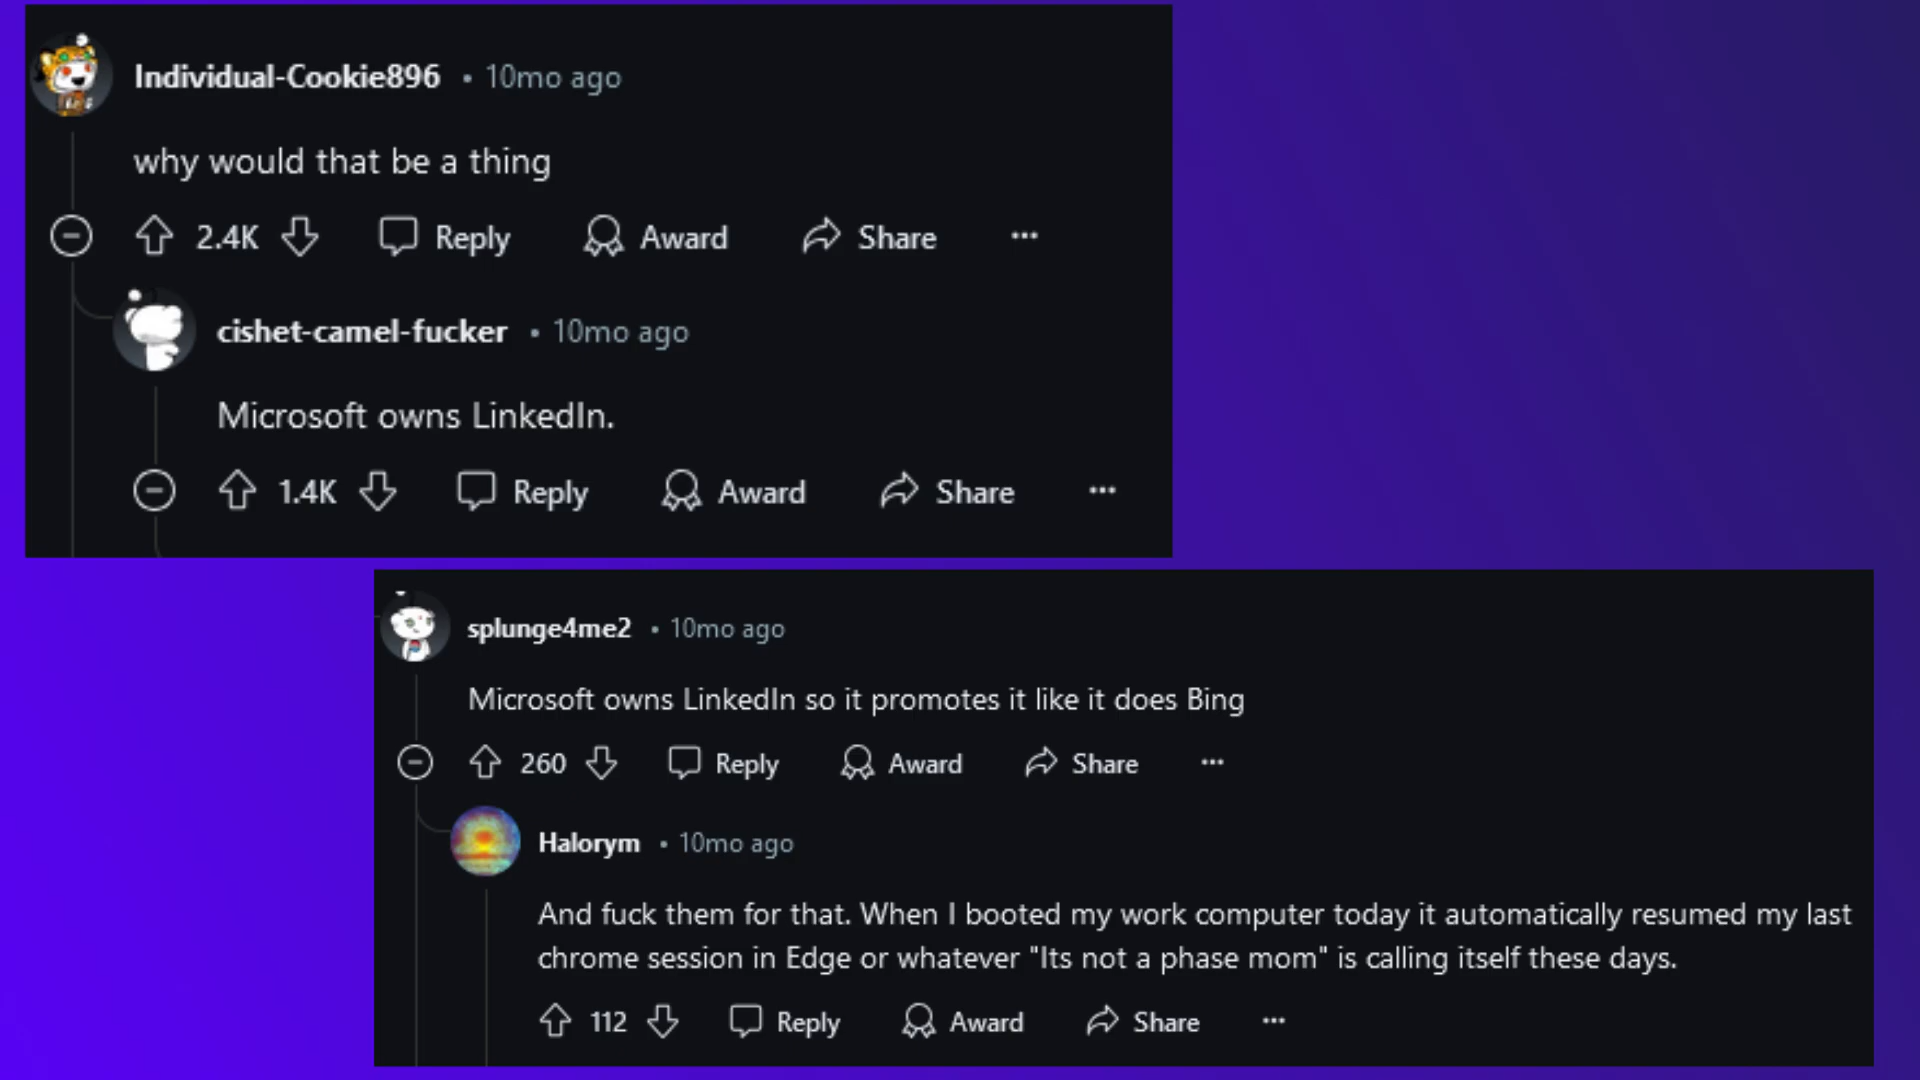 Individual-Cookie896 • 10mo ago
why would that be a thing
2.4K Reply Award Share ...
cishet-camel-fucker • 10mo ago
Microsoft owns LinkedIn.
1.4K Reply Award Share ...
splunge4me2 • 10mo ago
Microsoft owns LinkedIn so it promotes it like it does Bing
260 Reply Award Share ...
Halorym • 10mo ago
And fuck them for that. When I booted my work computer today it automatically resumed my last
chrome session in Edge or whatever "Its not a phase mom" is calling itself these days.
112 Reply Award Share ...